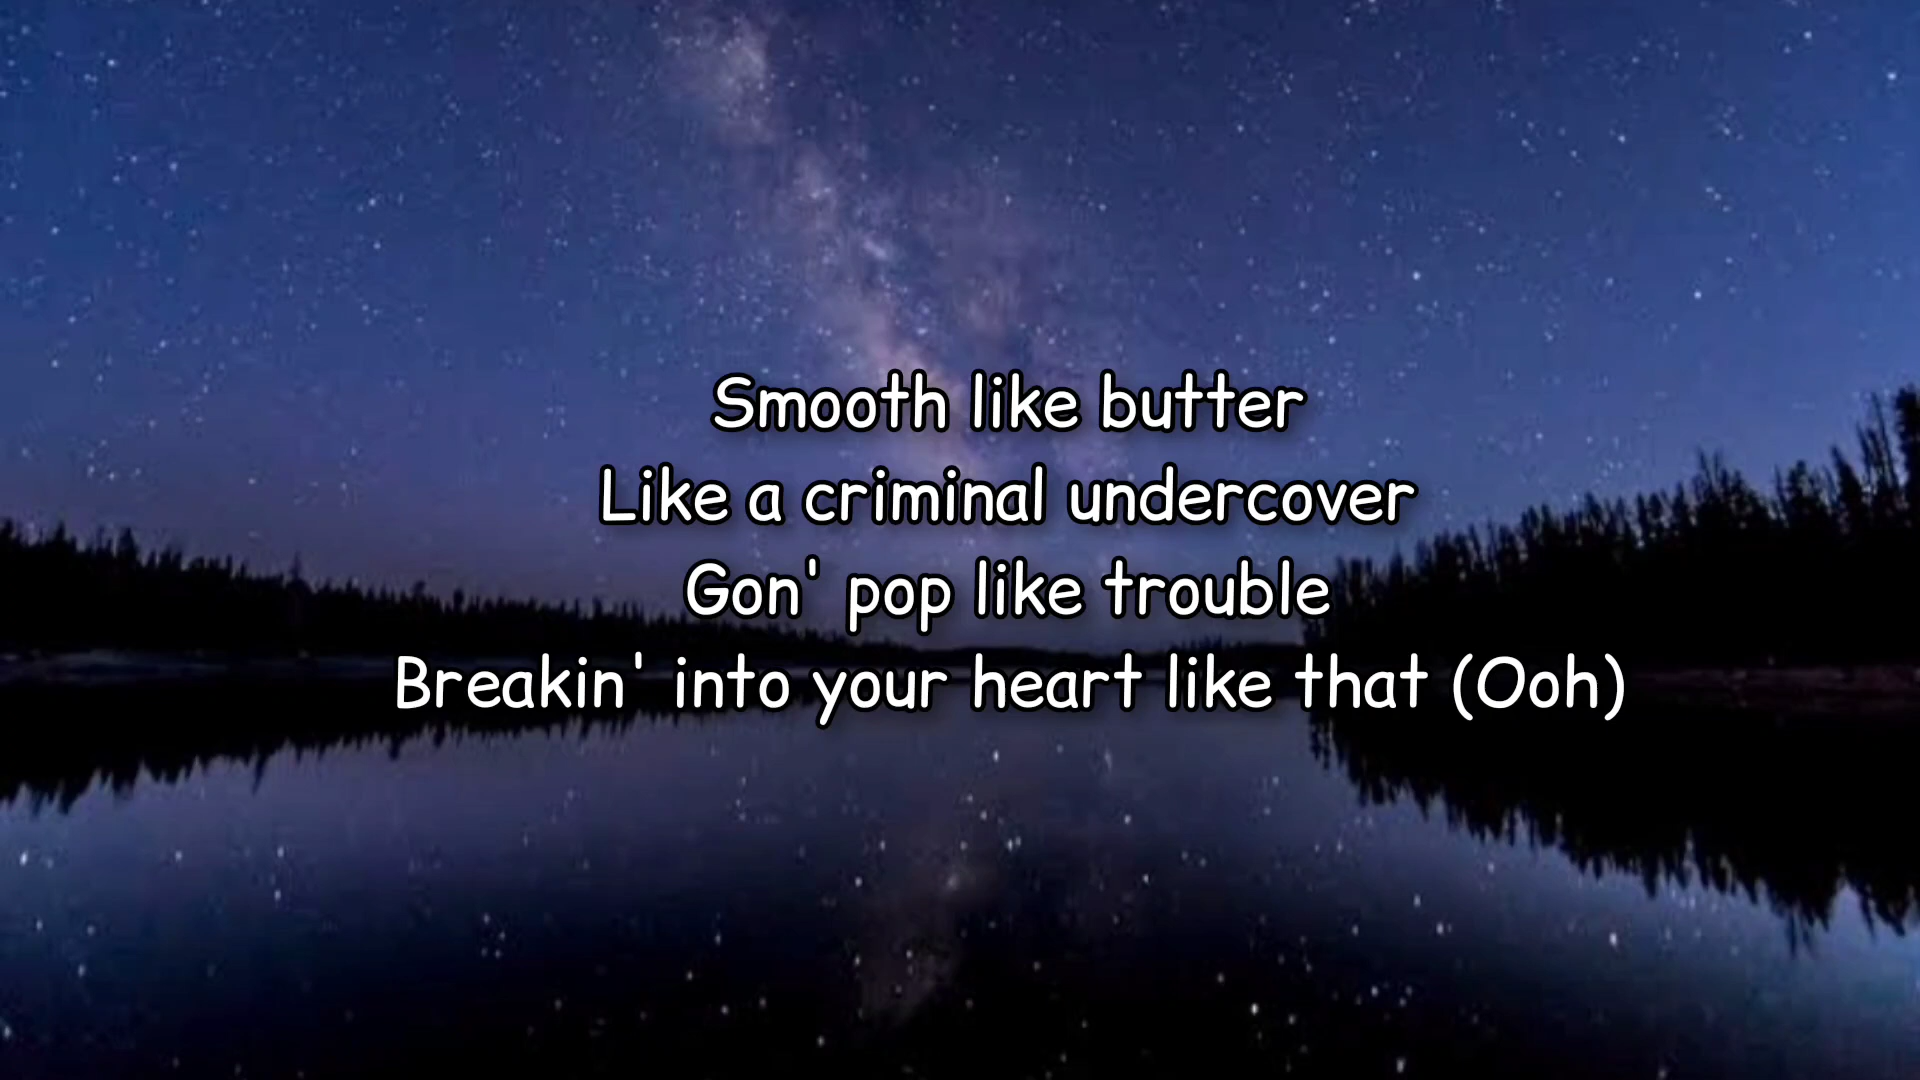 Smooth like butter
Like a criminal undercover
Gon' pop like trouble
Breakin' into your heart like that (Ooh)